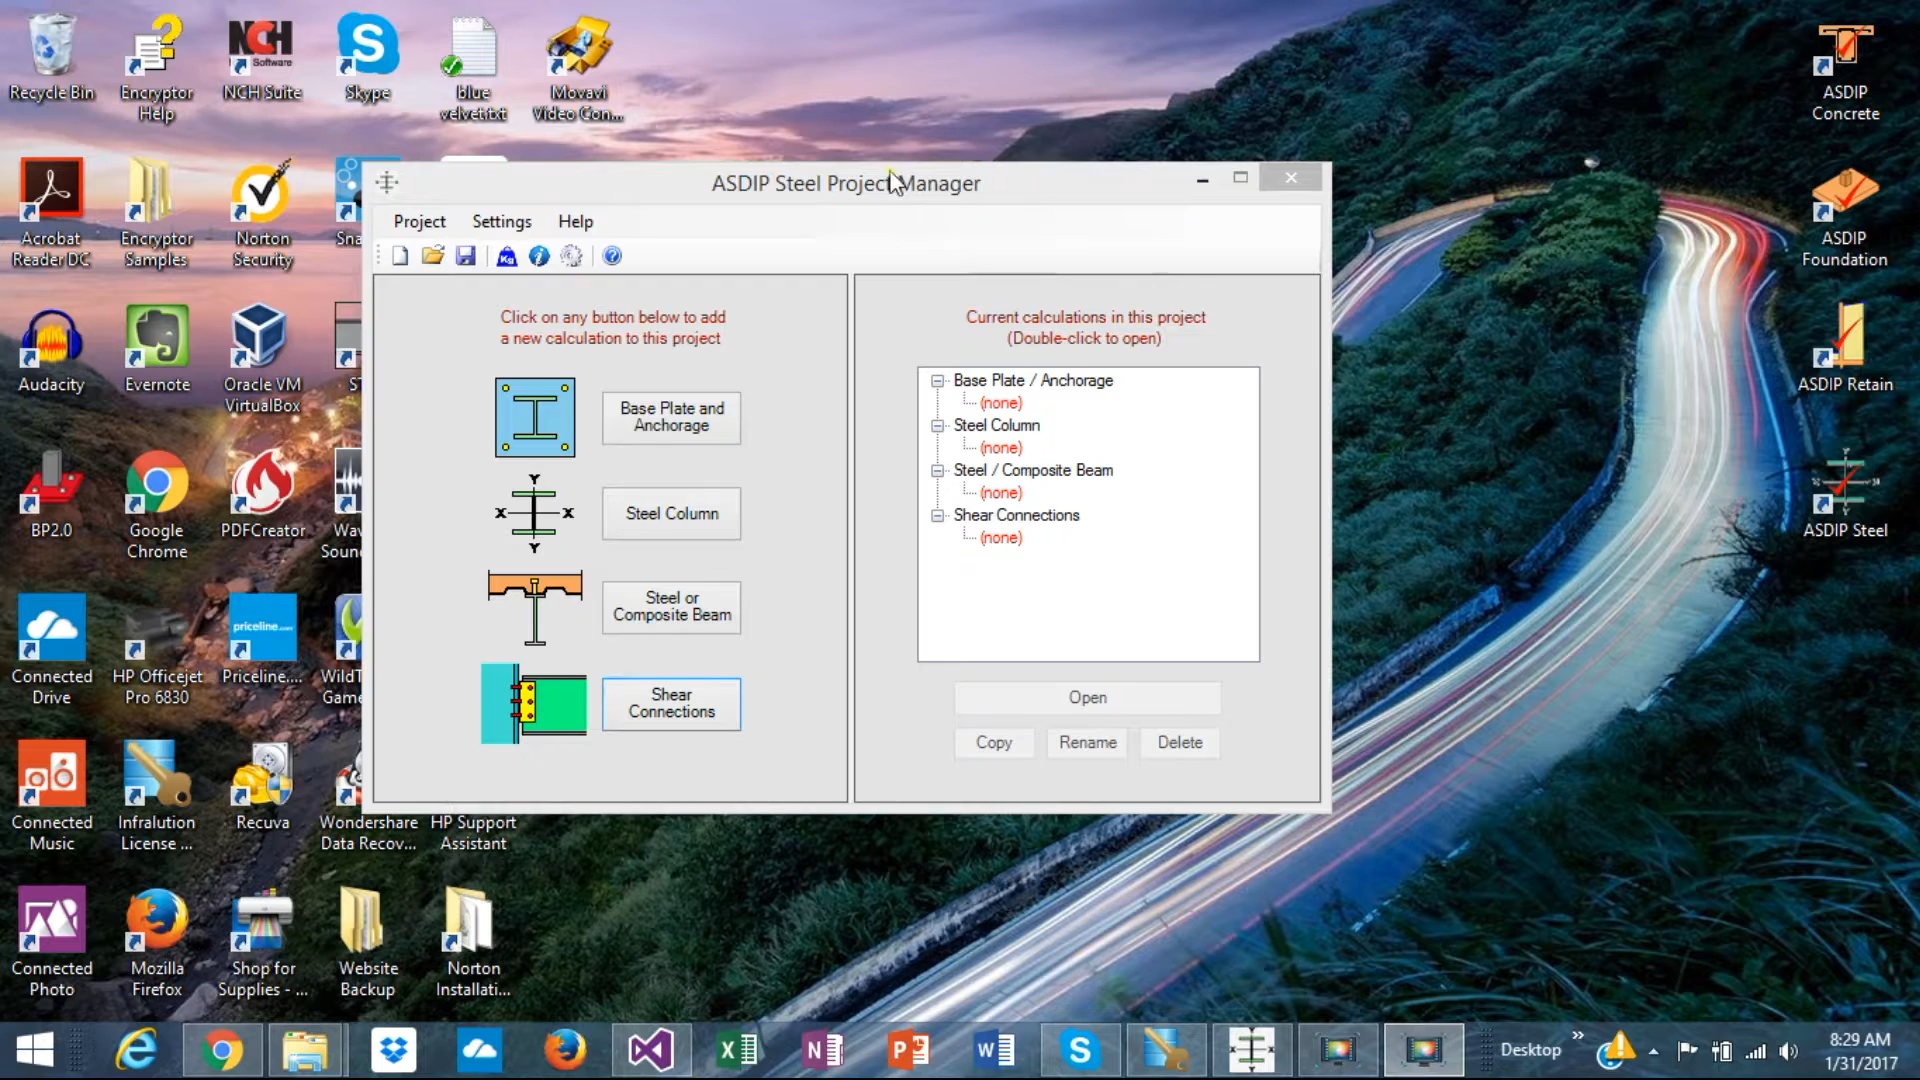 Recycle Bin
Encryptor
Help
NCH
Software
NCH Suite
Skype
blue
velvet.txt
Movavi
Video Con...
ASDIP
Concrete
Acrobat
Reader DC
Encryptor
Samples
Norton
Security
ASDIP
Foundation
Audacity
Evernote
Oracle VM
VirtualBox
ASDIP Retain
BP2.0
Google
Chrome
PDFCreator
ASDIP Steel
Connected
Drive
HP Officejet
Pro 6830
priceline.com
Priceline....
Connected
Music
Infralution
License ...
Recuva
Wondershare
Data Recov...
HP Support
Assistant
Connected
Photo
Mozilla
Firefox
Shop for
Supplies - ...
Website
Backup
Norton
Installati...
ASDIP Steel Project Manager
Project Settings Help
Kg
Click on any button below to add
a new calculation to this project
Base Plate and
Anchorage
Y
X X
Y
Steel Column
Steel or
Composite Beam
Shear
Connections
Current calculations in this project
(Double-click to open)
Base Plate / Anchorage
(none)
Steel Column
(none)
Steel / Composite Beam
(none)
Shear Connections
(none)
Open
Copy Rename Delete
Desktop
8:29 AM
1/31/2017